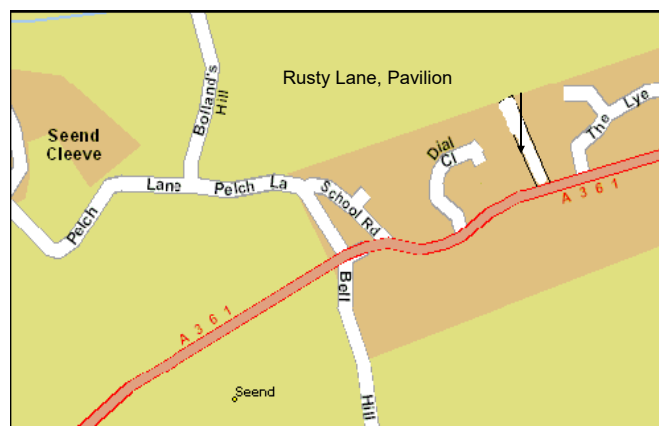 Rusty Lane, Pavilion
Bolland's
Hill
Seend
Cleeve
The Lye
Dial
Cl
Pelch Lane Pelch La
School Rd
A 3 6 1
Bell
Hill
A 3 6 1
Seend